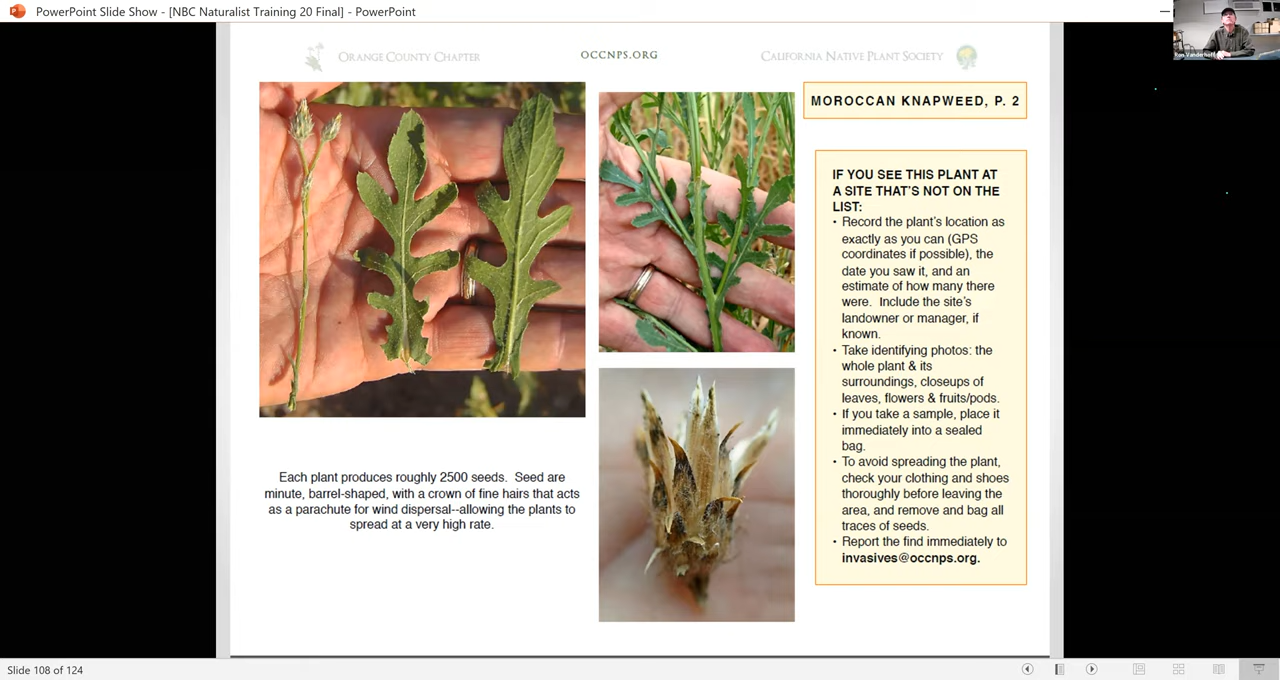 PowerPoint Slide Show - [NBC Naturalist Training 20 Final] - PowerPoint
Ron Vanderhoff
ORANGE COUNTY CHAPTER
OCCNPS.ORG
CALIFORNIA NATIVE PLANT SOCIETY
MOROCCAN KNAPWEED, P. 2
IF YOU SEE THIS PLANT AT
A SITE THAT'S NOT ON THE
LIST:
• Record the plant's location as
exactly as you can (GPS
coordinates if possible), the
date you saw it, and an
estimate of how many there
were. Include the site's
landowner or manager, if
known.
• Take identifying photos: the
whole plant & its
surroundings, closeups of
leaves, flowers & fruits/pods.
• If you take a sample, place it
immediately into a sealed
bag.
• To avoid spreading the plant,
check your clothing and shoes
thoroughly before leaving the
area, and remove and bag all
traces of seeds.
• Report the find immediately to
invasives@occnps.org.
Each plant produces roughly 2500 seeds. Seed are
minute, barrel-shaped, with a crown of fine hairs that acts
as a parachute for wind dispersal--allowing the plants to
spread at a very high rate.
Slide 108 of 124